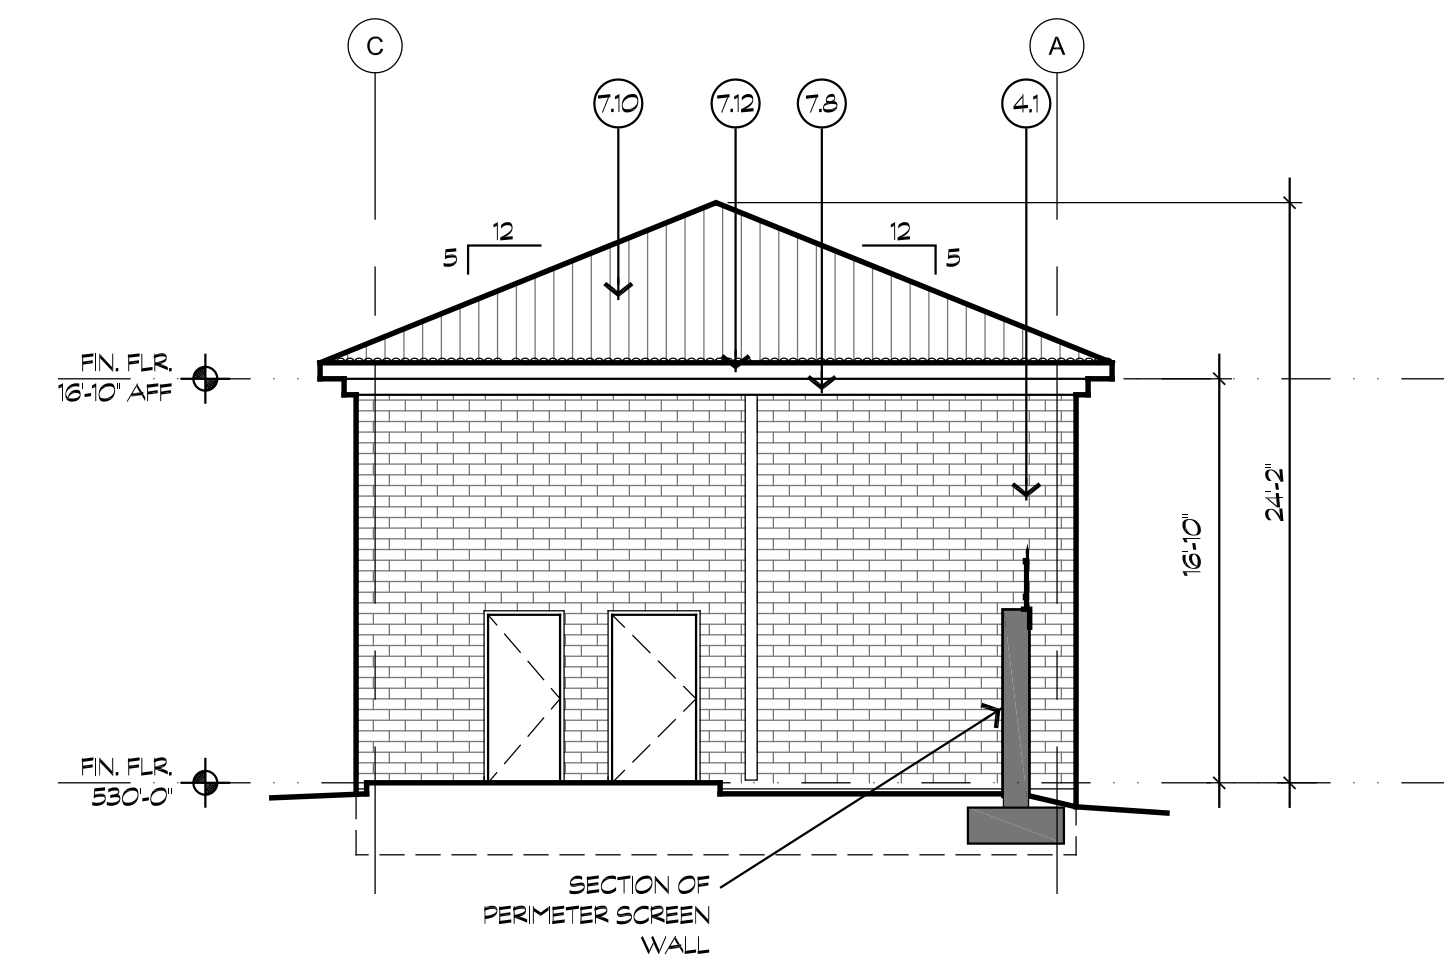 C
A
7.10
7.12
7.8
4.1
12
5
12
5
FIN. FLR.
16'-10" AFF
24'-2"
16'-10"
FIN. FLR.
530'-0"
SECTION OF
PERIMETER SCREEN
WALL